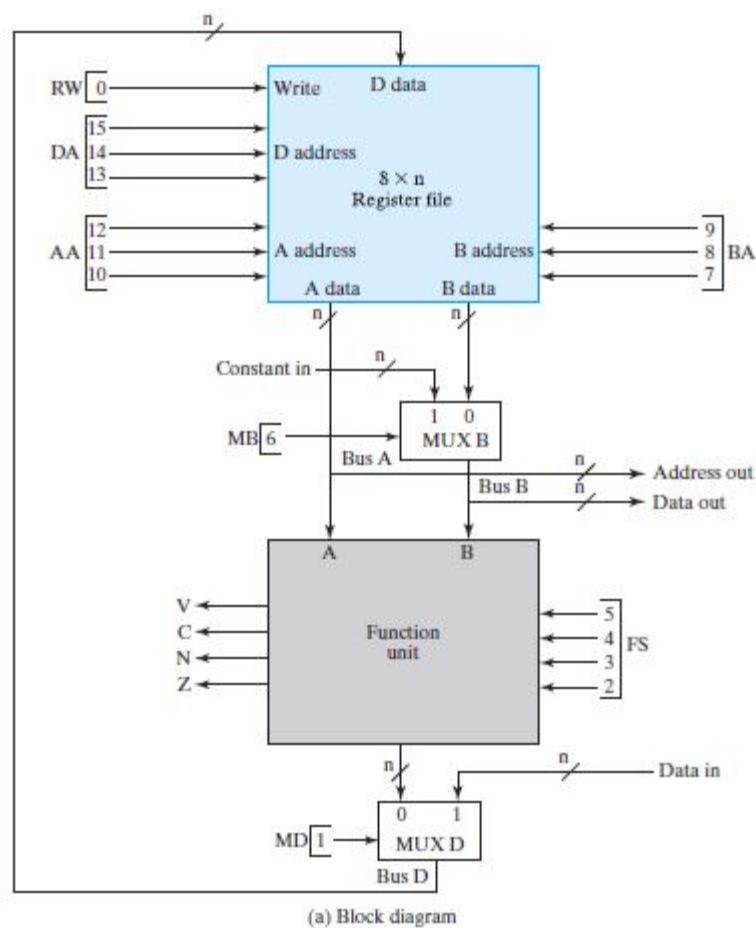 n
RW 0 Write D data
15
DA 14 D address
13
8 × n
Register file
12 9
AA 11 A address B address 8 BA
10 7
A data B data
n n
Constant in n
1 0
MB 6 MUX B
Bus A n Address out
Bus B n Data out
A B
V 5
C Function 4 FS
N unit 3
Z 2
n n Data in
0 1
MD 1 MUX D
Bus D
(a) Block diagram